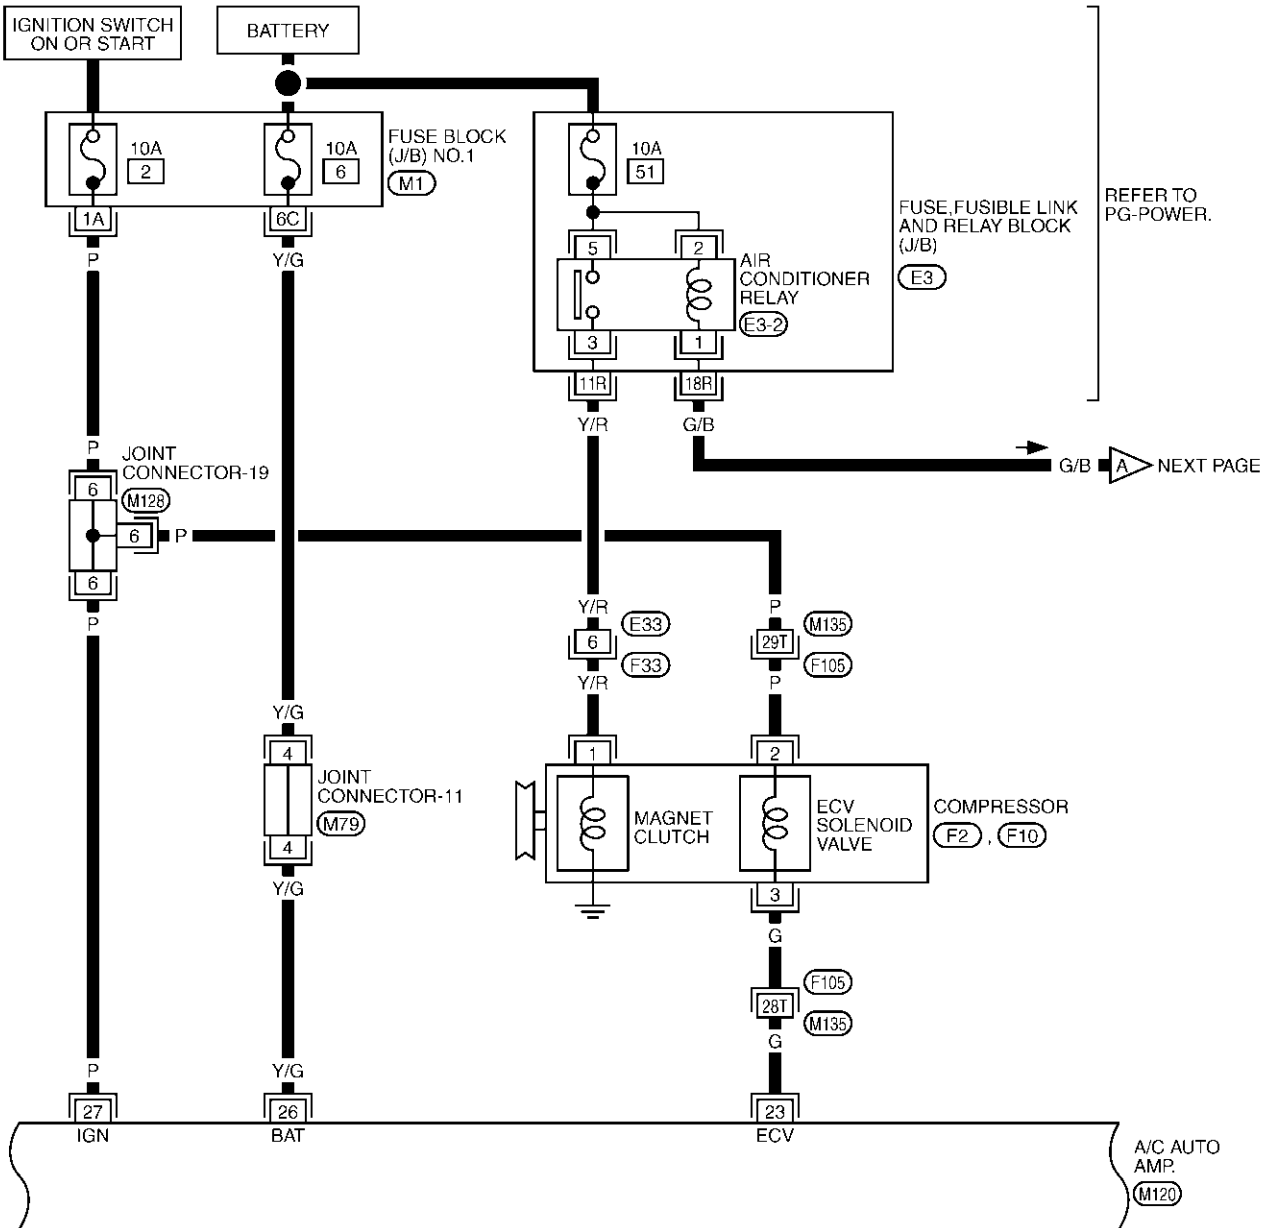 IGNITION SWITCH
ON OR START
BATTERY
10A
2
10A
6
FUSE BLOCK
(J/B) NO.1
M1
10A
51
REFER TO
PG-POWER.
FUSE,FUSIBLE LINK
AND RELAY BLOCK
(J/B)
E3
1A
6C
P
Y/G
5
2
AIR
CONDITIONER
RELAY
E3-2
3
1
11R
18R
Y/R
G/B
P
JOINT
CONNECTOR-19
M128
6
G/B
A
NEXT PAGE
6
P
6
P
Y/R
P
E33
M135
6
29T
F33
F105
Y/R
P
Y/G
4
1
2
JOINT
CONNECTOR-11
M79
MAGNET
CLUTCH
ECV
SOLENOID
VALVE
COMPRESSOR
F2 , F10
4
Y/G
3
G
F105
28T
M135
G
P
Y/G
27
26
23
IGN
BAT
ECV
A/C AUTO
AMP.
M120